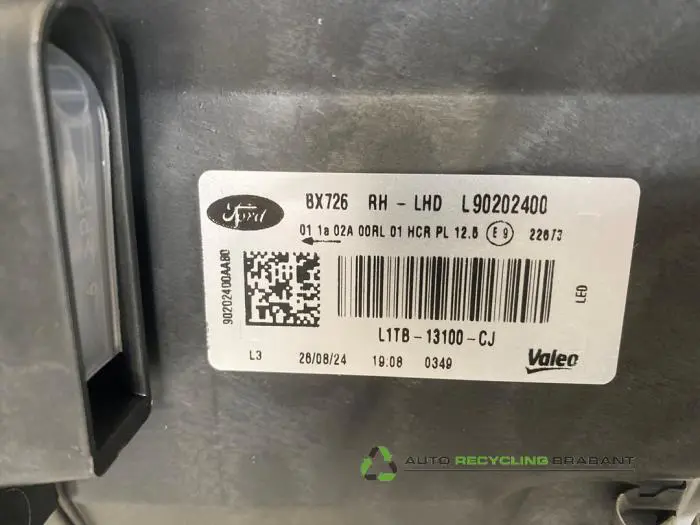 Ford
BX726 RH - LHD L90202400
01 1a 02A 00RL 01 HCR PL 12.5 E9 22673
90202400AAB0
LED
L1TB-13100-CJ
L3 28/08/24 19:08 0349
Valeo
AUTO RECYCLING BRABANT